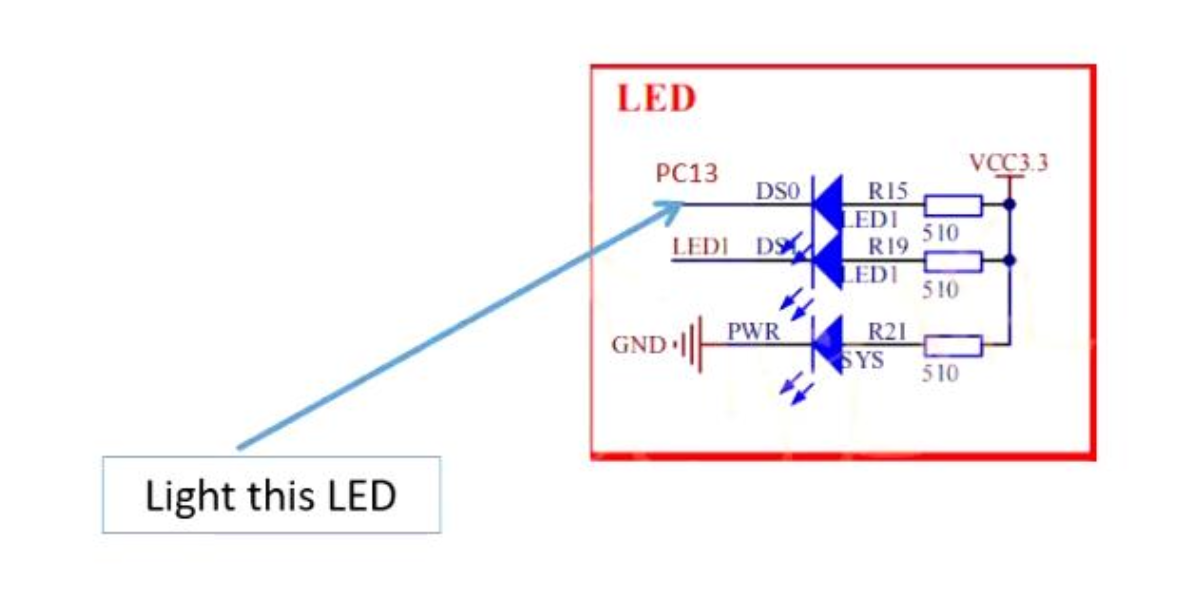 LED
VCC3.3
PC13
DS0
R15
LED1
510
LED1
R19
LED1
510
GND
PWR
R21
SYS
510
Light this LED